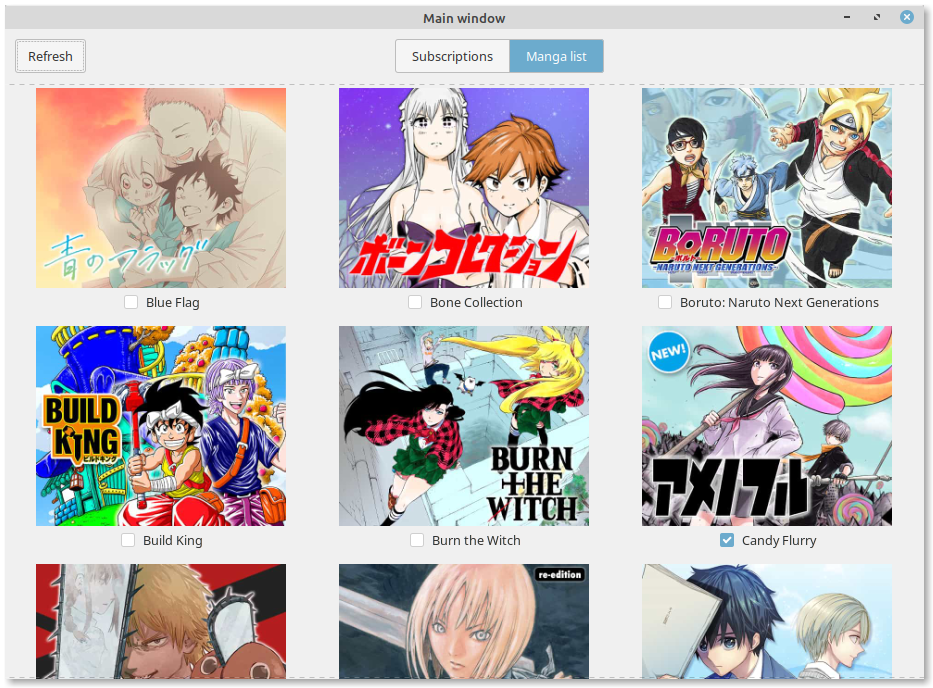 Main window
Refresh
Subscriptions
Manga list
青のフラッグ
Blue Flag
ボーンコレクション
Bone Collection
BORUTO
ボルト
-NARUTO NEXT GENERATIONS-
Boruto: Naruto Next Generations
BUILD
KING
ビルドキング
Build King
BURN
THE
WITCH
Burn the Witch
NEW!
アメノフル
Candy Flurry
re-edition